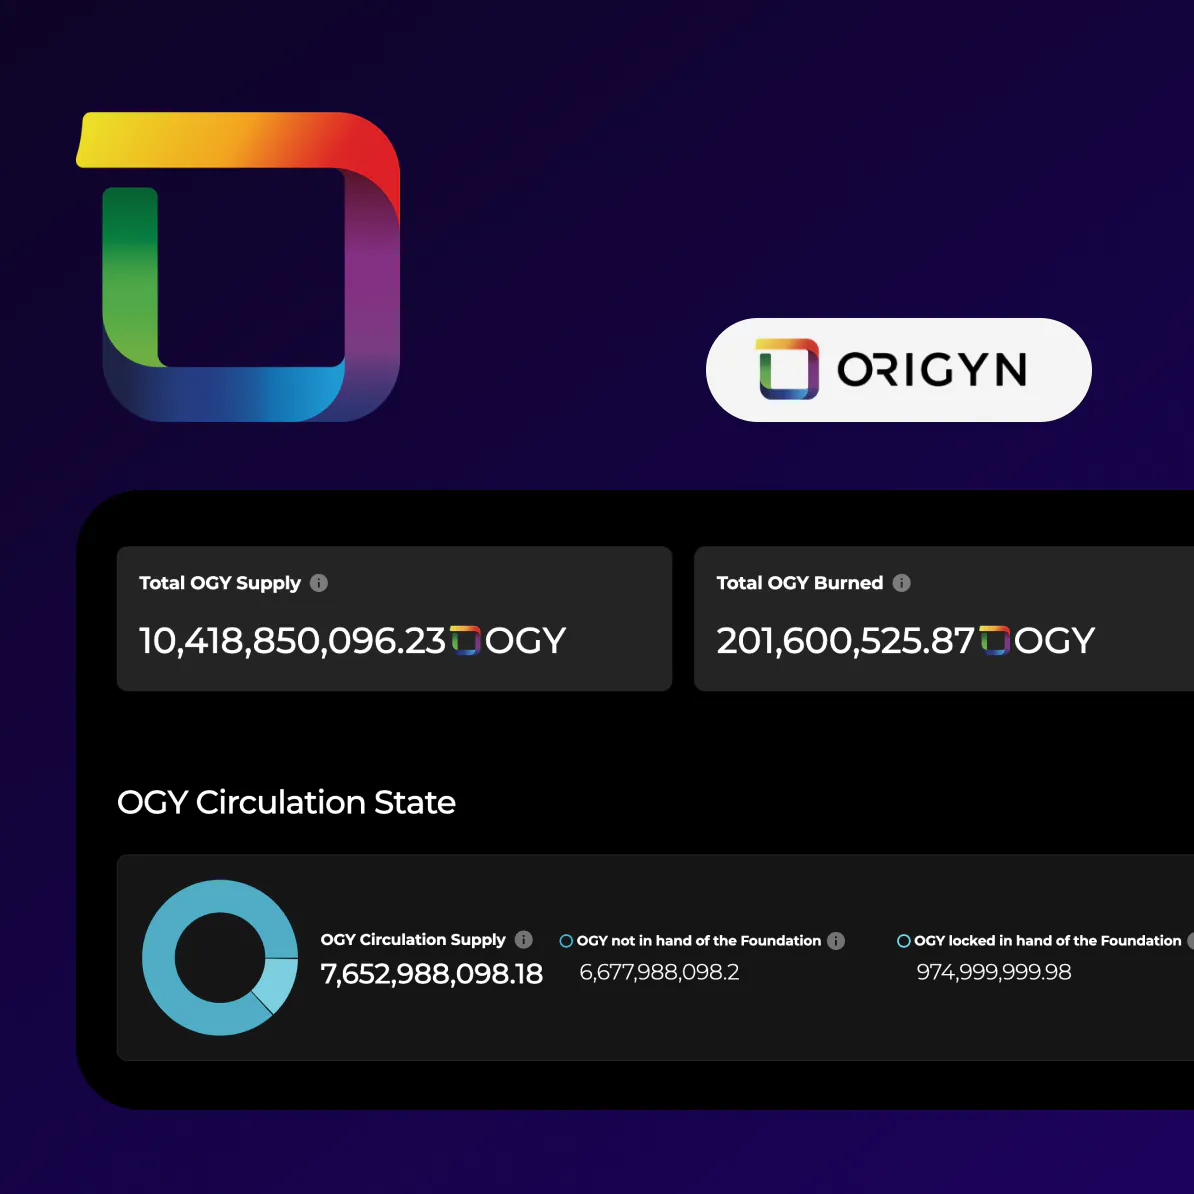 ORIGYN
Total OGY Supply
10,418,850,096.23 OGY
Total OGY Burned
201,600,525.87 OGY
OGY Circulation State
OGY Circulation Supply
7,652,988,098.18
OGY not in hand of the Foundation
6,677,988,098.2
OGY locked in hand of the Foundation
974,999,999.98